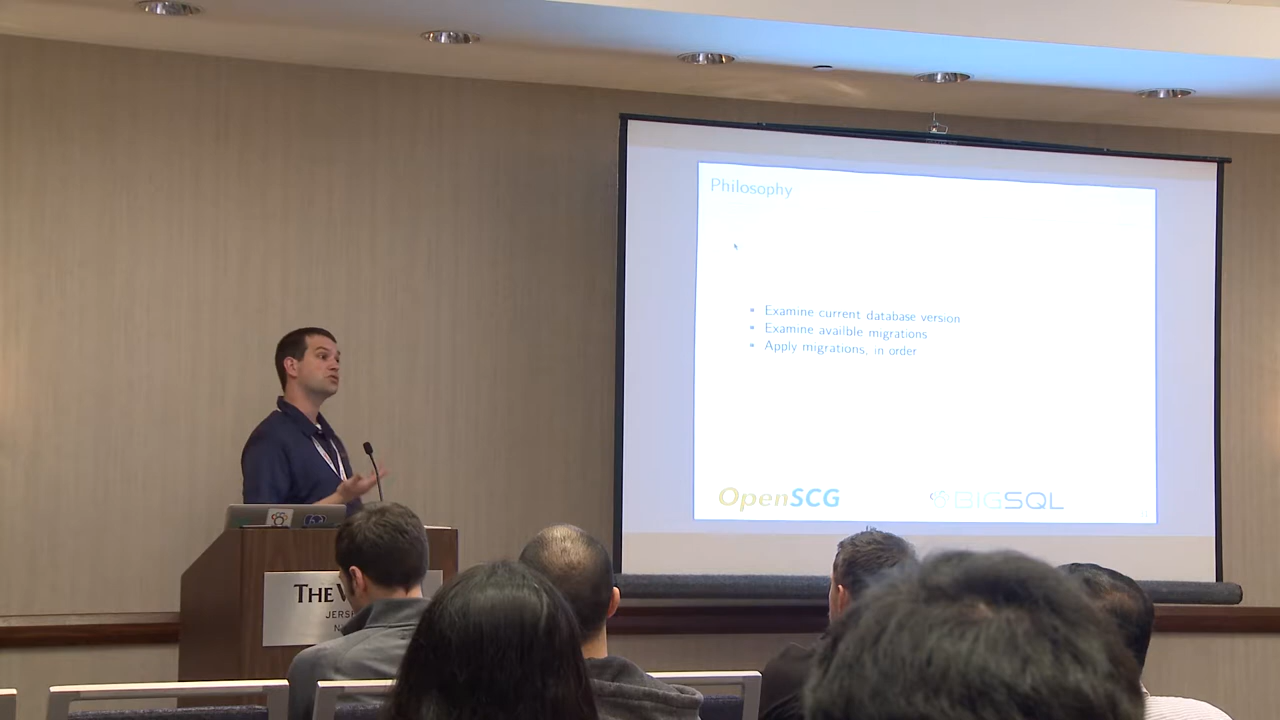 Philosophy
Examine current database version
Examine availble migrations
Apply migrations, in order
OpenSCG
BIGSQL
THE